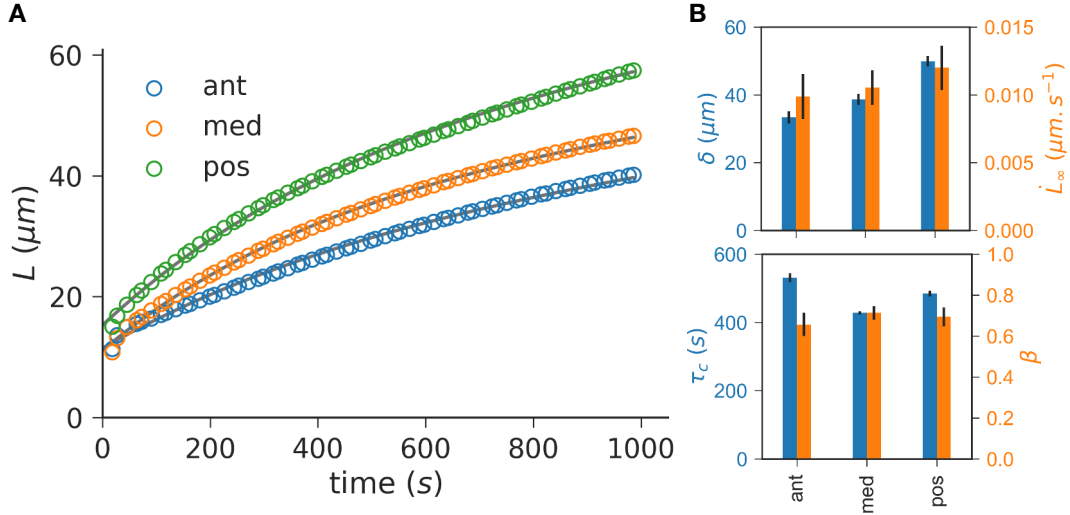 A
60
40
20
0
L (μm)
ant
med
pos
0 200 400 600 800 1000
time (s)
B
60
40
20
0
δ (μm)
0.015
0.010
0.005
0.000
L̇∞ (μm.s⁻¹)
600
400
200
0
τc (s)
1.0
0.8
0.6
0.4
0.2
0.0
β
ant
med
pos